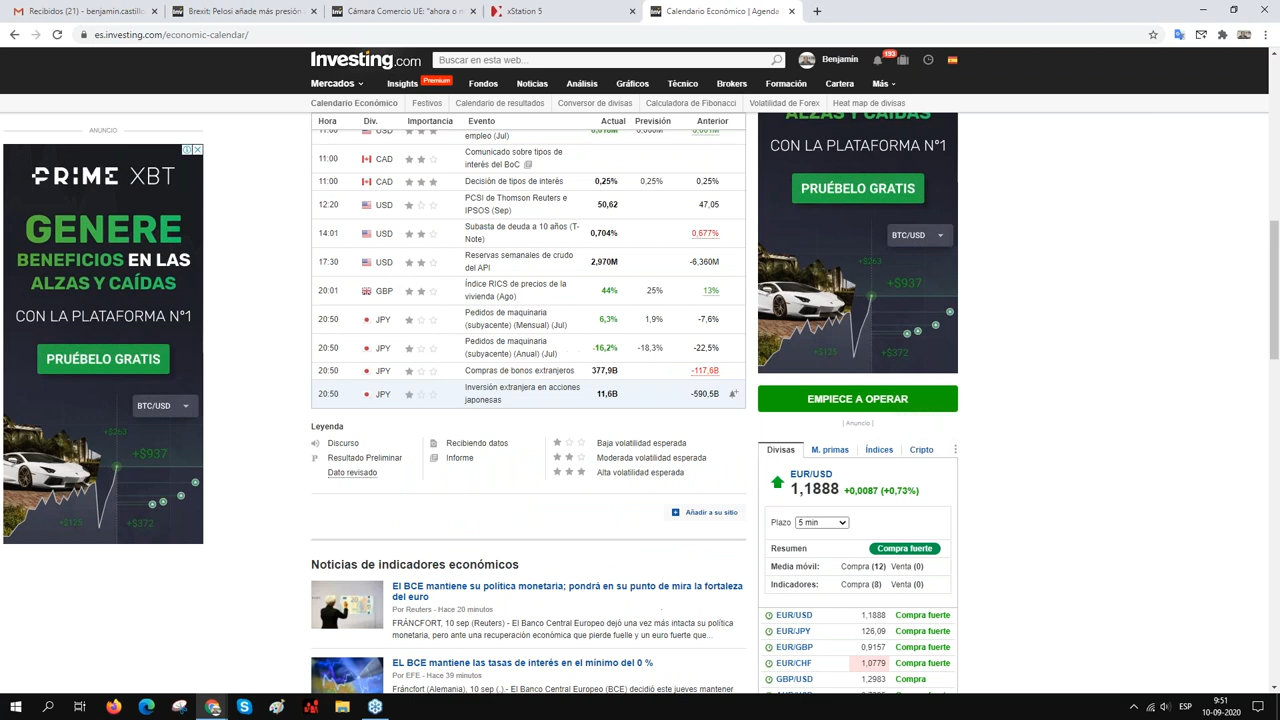 Recibidos (21) - benjamin.castillo
Brexit: Pelosi añade más presión
Cámara Comercio UE: "ahora o n
xStation 5
Calendario Económico | Agenda
es.investing.com/economic-calendar/
Investing.com
Buscar en esta web...
Benjamín
193
Mercados
Insights
Premium
Fondos
Noticias
Análisis
Gráficos
Técnico
Brokers
Formación
Cartera
Más
Calendario Económico
Festivos
Calendario de resultados
Conversor de divisas
Calculadora de Fibonacci
Volatilidad de Forex
Heat map de divisas
ANUNCIO
PRIME XBT
GENERE
BENEFICIOS EN LAS
ALZAS Y CAÍDAS
CON LA PLATAFORMA N°1
PRUÉBELO GRATIS
BTC/USD
+$263
+$937
+$125
+$372
Hora Div. Importancia Evento Actual Previsión Anterior
11:00 USD empleo (Jul)
11:00 CAD Comunicado sobre tipos de
interés del BoC
11:00 CAD Decisión de tipos de interés 0,25% 0,25% 0,25%
12:20 USD PCSI de Thomson Reuters e
IPSOS (Sep) 50,62 47,05
14:01 USD Subasta de deuda a 10 años (T-
Note) 0,704% 0,677%
17:30 USD Reservas semanales de crudo
del API 2,970M -6,360M
20:01 GBP Índice RICS de precios de la
vivienda (Ago) 44% 25% 13%
20:50 JPY Pedidos de maquinaria
(subyacente) (Mensual) (Jul) 6,3% 1,9% -7,6%
20:50 JPY Pedidos de maquinaria
(subyacente) (Anual) (Jul) -16,2% -18,3% -22,5%
20:50 JPY Compras de bonos extranjeros 377,9B -117,6B
20:50 JPY Inversión extranjera en acciones
japonesas 11,6B -590,5B
Leyenda
Discurso
Recibiendo datos
Baja volatilidad esperada
P Resultado Preliminar
Informe
Moderada volatilidad esperada
Dato revisado
Alta volatilidad esperada
Añadir a su sitio
Noticias de indicadores económicos
El BCE mantiene su política monetaria; pondrá en su punto de mira la fortaleza
del euro
Por Reuters - Hace 20 minutos
FRÁNCFORT, 10 sep (Reuters) - El Banco Central Europeo dejó una vez más intacta su política
monetaria, pero ante una recuperación económica que pierde fuelle y un euro fuerte que...
EL BCE mantiene las tasas de interés en el mínimo del 0 %
Por EFE - Hace 39 minutos
Fráncfort (Alemania), 10 sep (.)- El Banco Central Europeo (BCE) decidió este jueves mantener
ALZAS Y CAÍDAS
CON LA PLATAFORMA N°1
PRUÉBELO GRATIS
BTC/USD
+$263
+$937
+$125
+$372
EMPIECE A OPERAR
| Anuncio |
Divisas
M. primas
Índices
Cripto
EUR/USD
1,1888 +0,0087 (+0,73%)
Plazo 5 min
Resumen Compra fuerte
Media móvil: Compra (12) Venta (0)
Indicadores: Compra (8) Venta (0)
EUR/USD 1,1888 Compra fuerte
EUR/JPY 126,09 Compra fuerte
EUR/GBP 0,9157 Compra fuerte
EUR/CHF 1,0779 Compra fuerte
GBP/USD 1,2983 Compra
ESP
9:51
10-09-2020